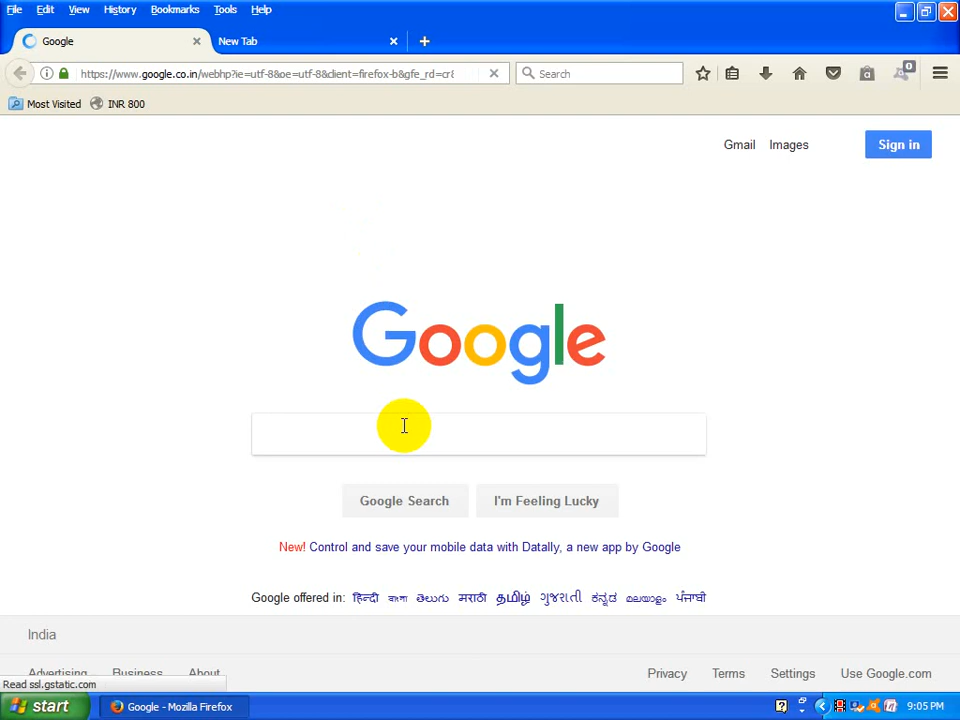 File Edit View History Bookmarks Tools Help
Google New Tab
https://www.google.co.in/webhp?ie=utf-8&oe=utf-8&client=firefox-b&gfe_rd=cr& Search 0
Most Visited INR 800
Gmail Images Sign in
Google
Google Search I'm Feeling Lucky
New! Control and save your mobile data with Datally, a new app by Google
Google offered in: हिन्दी বাংলা తెలుగు मराठी தமிழ் ગુજરાતી ಕನ್ನಡ മലയാളം ਪੰਜਾਬੀ
India
Advertising Business About Privacy Terms Settings Use Google.com
Read ssl.gstatic.com
start Google - Mozilla Firefox 9:05 PM